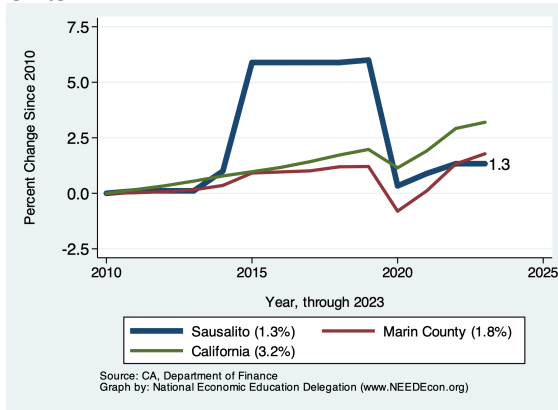 7.5
5.0
2.5
0.0
-2.5
Percent Change Since 2010
1.3
2010 2015 2020 2025
Year, through 2023
Sausalito (1.3%) Marin County (1.8%)
California (3.2%)
Source: CA, Department of Finance
Graph by: National Economic Education Delegation (www.NEEDEcon.org)